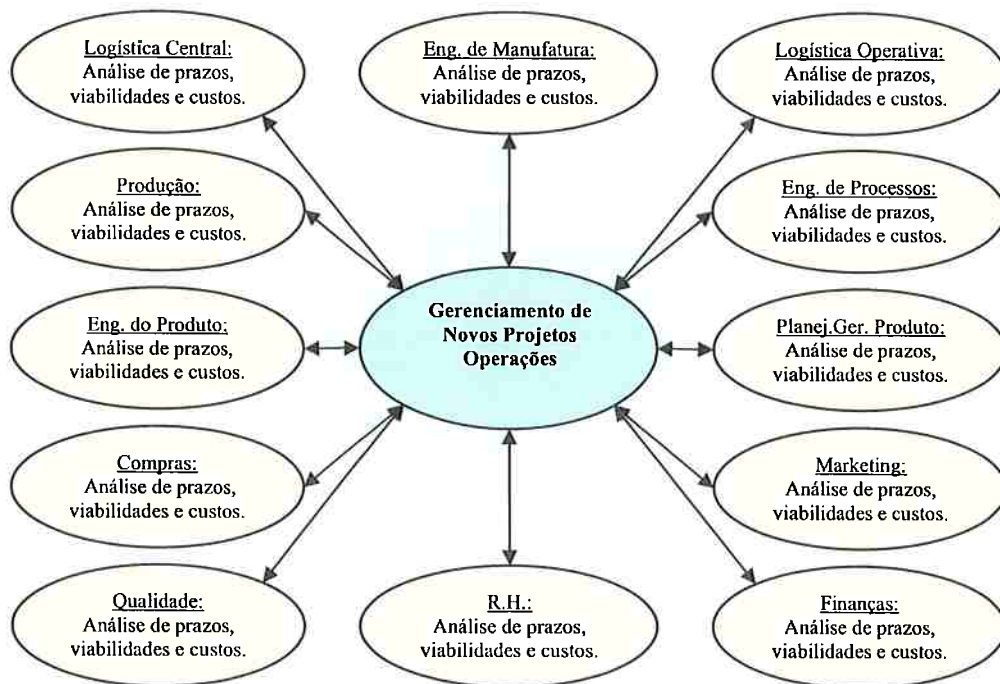 Logística Central:
Análise de prazos,
viabilidades e custos.
Eng. de Manufatura:
Análise de prazos,
viabilidades e custos.
Logística Operativa:
Análise de prazos,
viabilidades e custos.
Produção:
Análise de prazos,
viabilidades e custos.
Eng. de Processos:
Análise de prazos,
viabilidades e custos.
Eng. do Produto:
Análise de prazos,
viabilidades e custos.
Gerenciamento de
Novos Projetos
Operações
Planej.Ger. Produto:
Análise de prazos,
viabilidades e custos.
Compras:
Análise de prazos,
viabilidades e custos.
Marketing:
Análise de prazos,
viabilidades e custos.
Qualidade:
Análise de prazos,
viabilidades e custos.
R.H.:
Análise de prazos,
viabilidades e custos.
Finanças:
Análise de prazos,
viabilidades e custos.